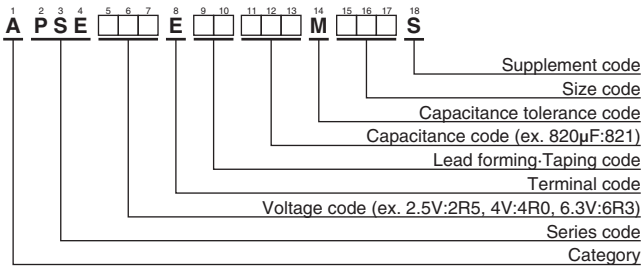 1 2 3 4 5 6 7 8 9 10 11 12 13 14 15 16 17 18
A P S E E M S
Supplement code
Size code
Capacitance tolerance code
Capacitance code (ex. 820µF:821)
Lead forming·Taping code
Terminal code
Voltage code (ex. 2.5V:2R5, 4V:4R0, 6.3V:6R3)
Series code
Category